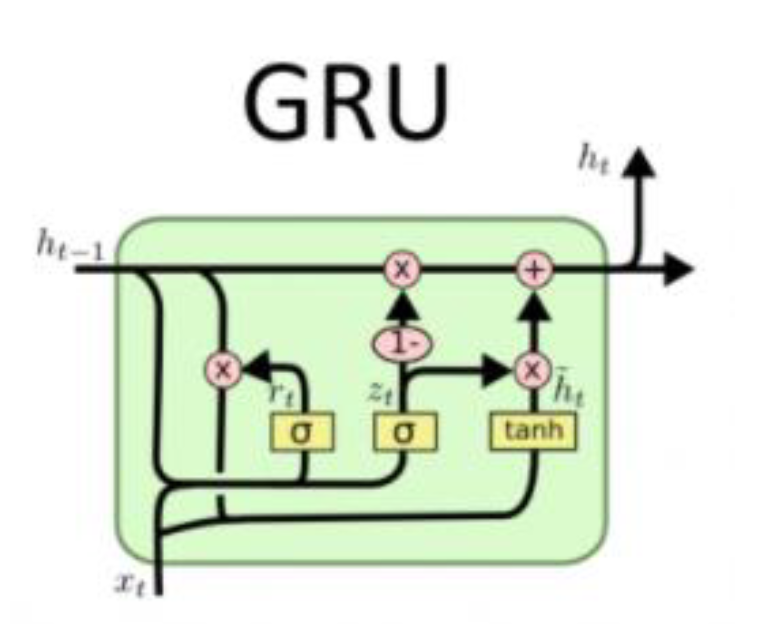 GRU
h_t
h_{t-1}
x +
1-
x x
r_t z_t h̃_t
σ σ tanh
x_t